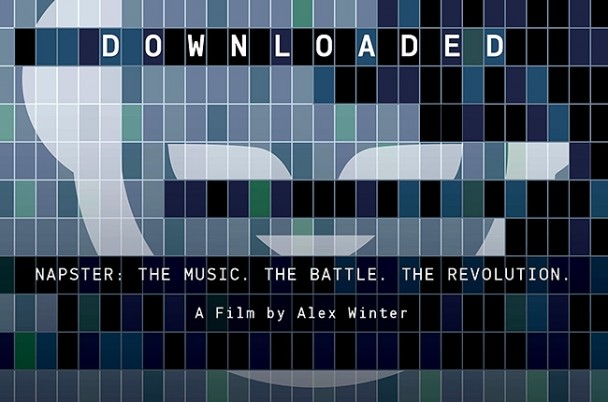 DOWNLOADED
NAPSTER: THE MUSIC. THE BATTLE. THE REVOLUTION.
A Film by Alex Winter